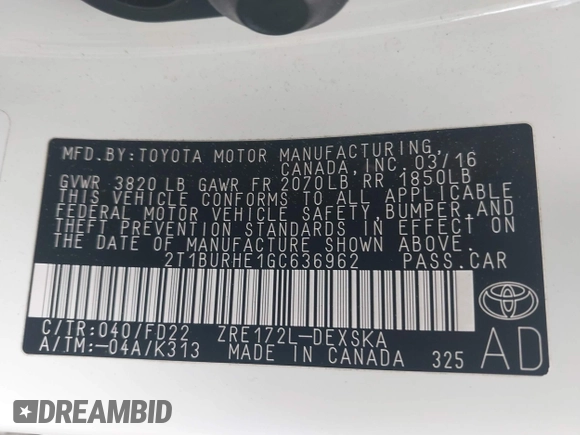 MFD. BY: TOYOTA MOTOR MANUFACTURING,
CANADA, INC. 03/16
GVWR 3820 LB GAWR FR 2070 LB, RR 1850LB
THIS VEHICLE CONFORMS TO ALL APPLICABLE
FEDERAL MOTOR VEHICLE SAFETY, BUMPER, AND
THEFT PREVENTION STANDARDS IN EFFECT ON
THE DATE OF MANUFACTURE SHOWN ABOVE.
2T1BURHE1GC636962 PASS. CAR
C/TR: 040/FD22 ZRE172L-DEXSKA
A/TM: -04A/K313 MADE IN CANADA 325
AD
DREAMBID